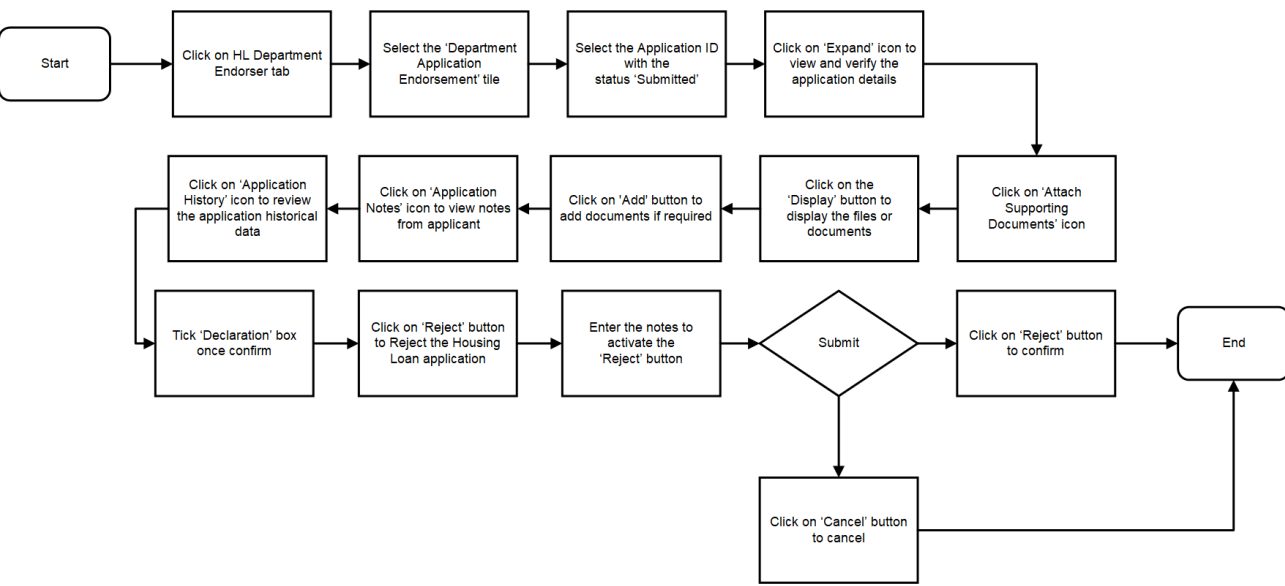 Start
Click on HL Department
Endorser tab
Select the ‘Department
Application
Endorsement’ tile
Select the Application ID
with the
status ‘Submitted’
Click on ‘Expand’ icon to
view and verify the
application details
Click on ‘Application
History’ icon to review
the application historical
data
Click on ‘Application
Notes’ icon to view notes
from applicant
Click on 'Add' button to
add documents if required
Click on the
‘Display’ button to
display the files or
documents
Click on ‘Attach
Supporting
Documents’ icon
Tick ‘Declaration’ box
once confirm
Click on ‘Reject’ button
to Reject the Housing
Loan application
Enter the notes to
activate the
‘Reject’ button
Submit
Click on ‘Reject’ button
to confirm
End
Click on ‘Cancel’ button
to cancel